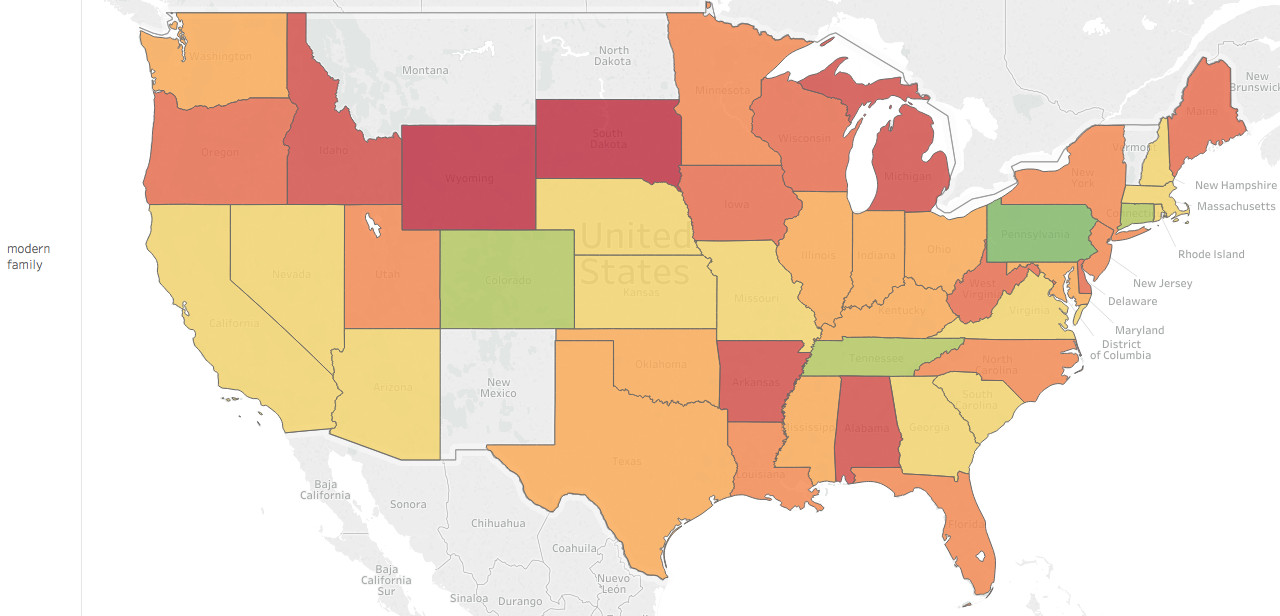 modern
family
Washington
Montana
North
Dakota
Minnesota
Oregon
Idaho
Wyoming
South
Dakota
Wisconsin
Michigan
Iowa
New
York
Vermont
Maine
New
Brunswick
New Hampshire
Massachusetts
Connecticut
Rhode Island
Pennsylvania
New Jersey
Delaware
Maryland
District
of Columbia
Nevada
Utah
Colorado
United
States
Kansas
Missouri
Illinois
Indiana
Ohio
West
Virginia
Virginia
Kentucky
California
Arizona
New
Mexico
Oklahoma
Arkansas
Tennessee
North
Carolina
South
Carolina
Texas
Louisiana
Mississippi
Alabama
Georgia
Florida
Baja
California
Sonora
Chihuahua
Coahuila
Baja
California
Sur
Sinaloa
Durango
Nuevo
León